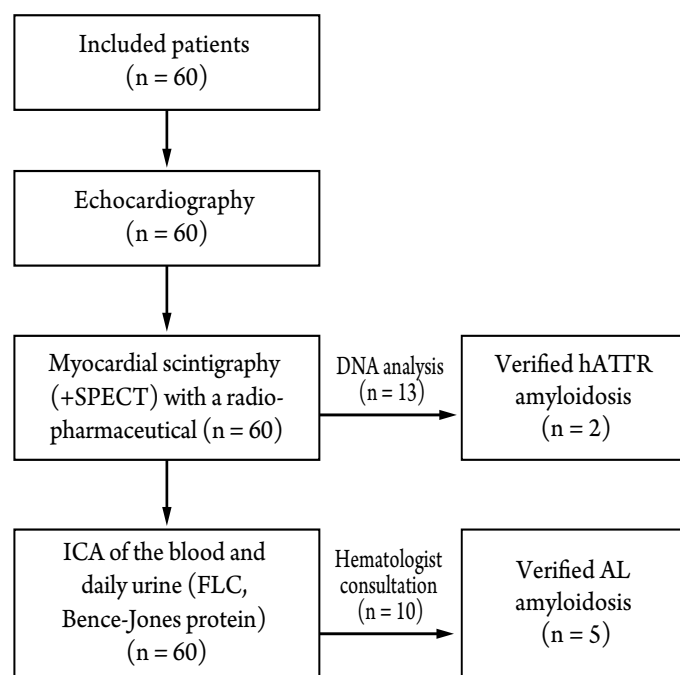 Included patients
(n = 60)
Echocardiography
(n = 60)
Myocardial scintigraphy
(+SPECT) with a radio-
pharmaceutical (n = 60)
DNA analysis
(n = 13)
Verified hATTR
amyloidosis
(n = 2)
ICA of the blood and
daily urine (FLC,
Bence-Jones protein)
(n = 60)
Hematologist
consultation
(n = 10)
Verified AL
amyloidosis
(n = 5)